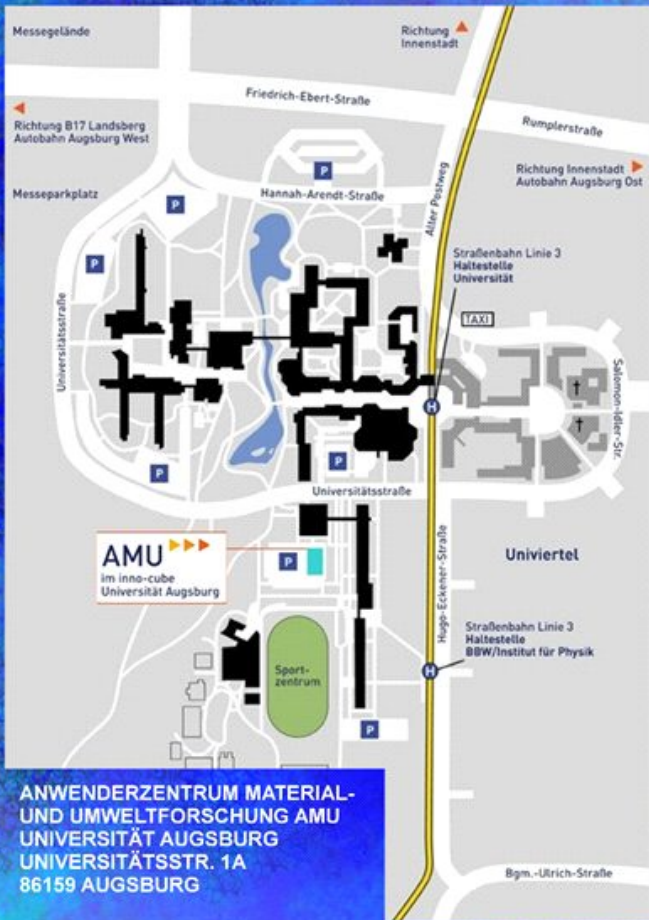 Messegelände
Richtung
Innenstadt
Friedrich-Ebert-Straße
Rumplerstraße
Richtung B17 Landsberg
Autobahn Augsburg West
P
Richtung Innenstadt
Autobahn Augsburg Ost
Messeparkplatz
P
Hannah-Arendt-Straße
Alter Postweg
P
Straßenbahn Linie 3
Haltestelle
Universität
TAXI
Universitätsstraße
Salomon-Idler-Str.
H
P
P
Universitätsstraße
AMU
im inno-cube
Universität Augsburg
P
Univiertel
Hugo-Eckener-Straße
Straßenbahn Linie 3
Haltestelle
BBW/Institut für Physik
H
Sport-
zentrum
P
ANWENDERZENTRUM MATERIAL-
UND UMWELTFORSCHUNG AMU
UNIVERSITÄT AUGSBURG
UNIVERSITÄTSSTR. 1A
86159 AUGSBURG
Bgm.-Ulrich-Straße